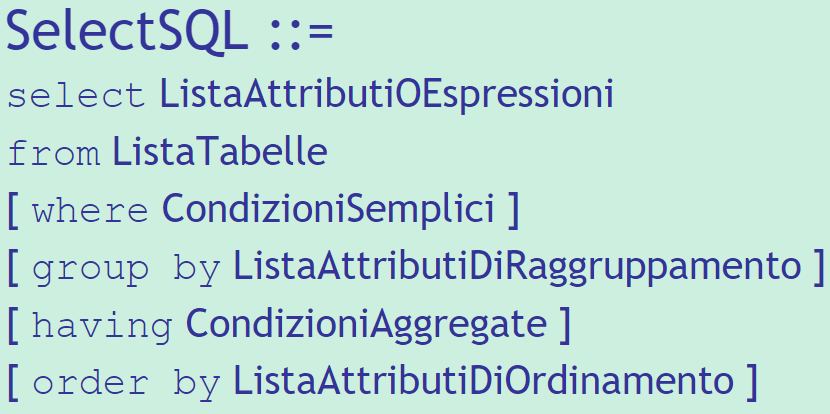 SelectSQL ::=
select ListaAttributiOEspressioni
from ListaTabelle
[ where CondizioniSemplici ]
[ group by ListaAttributiDiRaggruppamento ]
[ having CondizioniAggregate ]
[ order by ListaAttributiDiOrdinamento ]